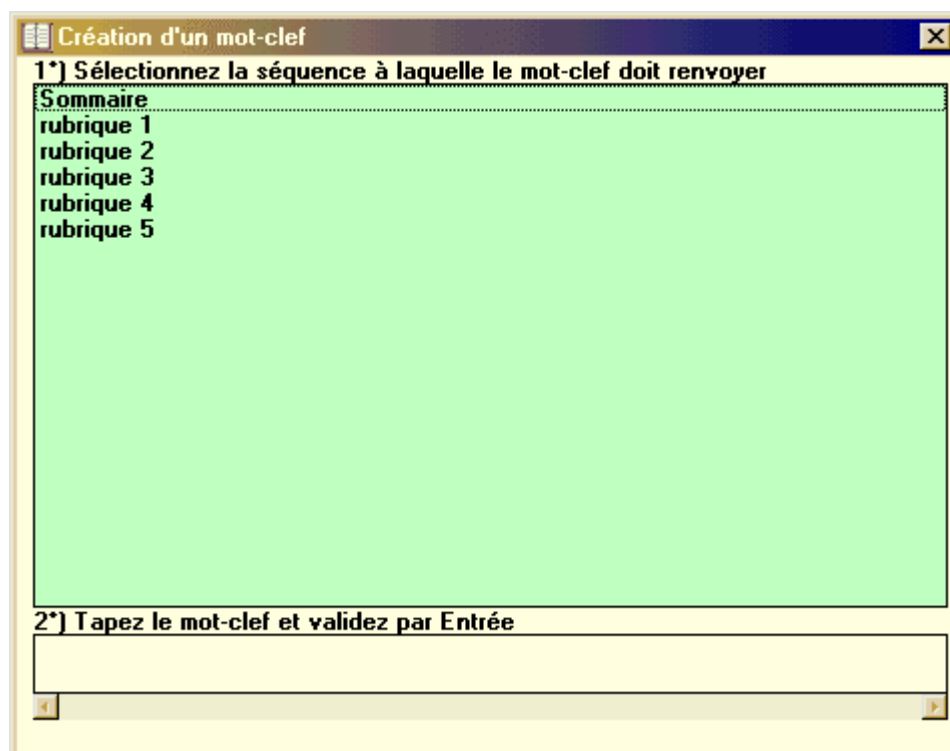 Création d'un mot-clef
1°) Sélectionnez la séquence à laquelle le mot-clef doit renvoyer
Sommaire
rubrique 1
rubrique 2
rubrique 3
rubrique 4
rubrique 5
2°) Tapez le mot-clef et validez par Entrée